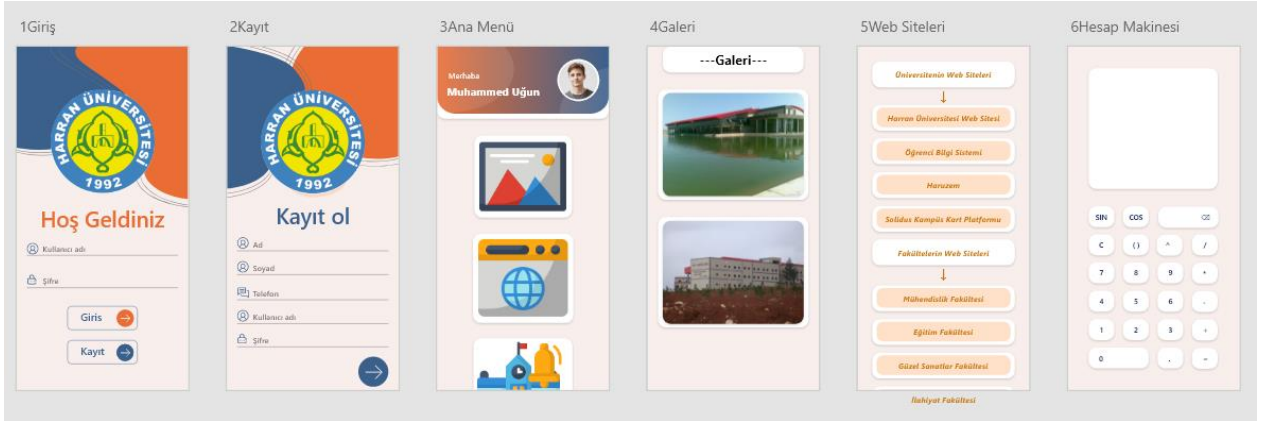 1Giriş
HARRAN ÜNİVERSİTESİ
1992
Hoş Geldiniz
Kullanıcı adı
Şifre
Giris
Kayıt
2Kayıt
HARRAN ÜNİVERSİTESİ
1992
Kayıt ol
Ad
Soyad
Telefon
Kullanıcı adı
Şifre
3Ana Menü
Merhaba
Muhammed Uğun
4Galeri
---Galeri---
5Web Siteleri
Üniversitenin Web Siteleri
Harran Üniversitesi Web Sitesi
Öğrenci Bilgi Sistemi
Haruzem
Solidus Kampüs Kart Platformu
Fakültelerin Web Siteleri
Mühendislik Fakültesi
Eğitim Fakültesi
Güzel Sanatlar Fakültesi
İlahiyat Fakültesi
6Hesap Makinesi
SIN COS
C () ^ /
7 8 9
4 5 6
1 2 3
0